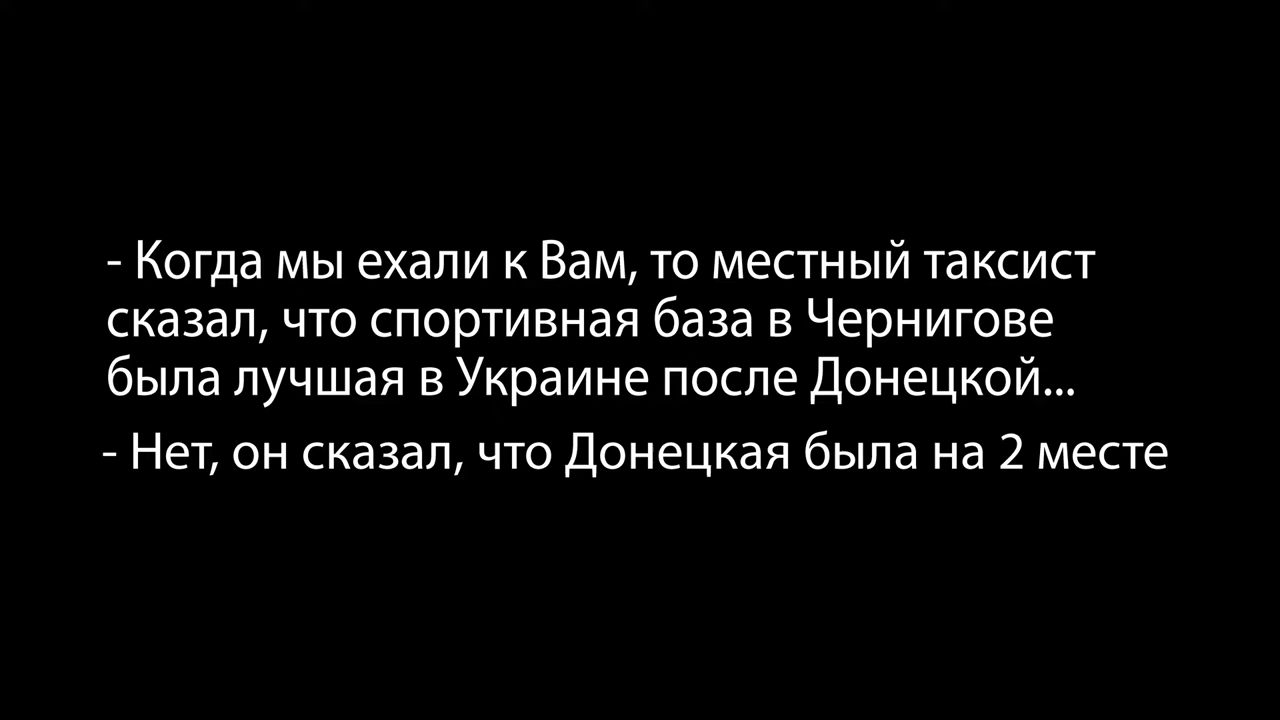 - Когда мы ехали к Вам, то местный таксист
сказал, что спортивная база в Чернигове
была лучшая в Украине после Донецкой...
- Нет, он сказал, что Донецкая была на 2 месте